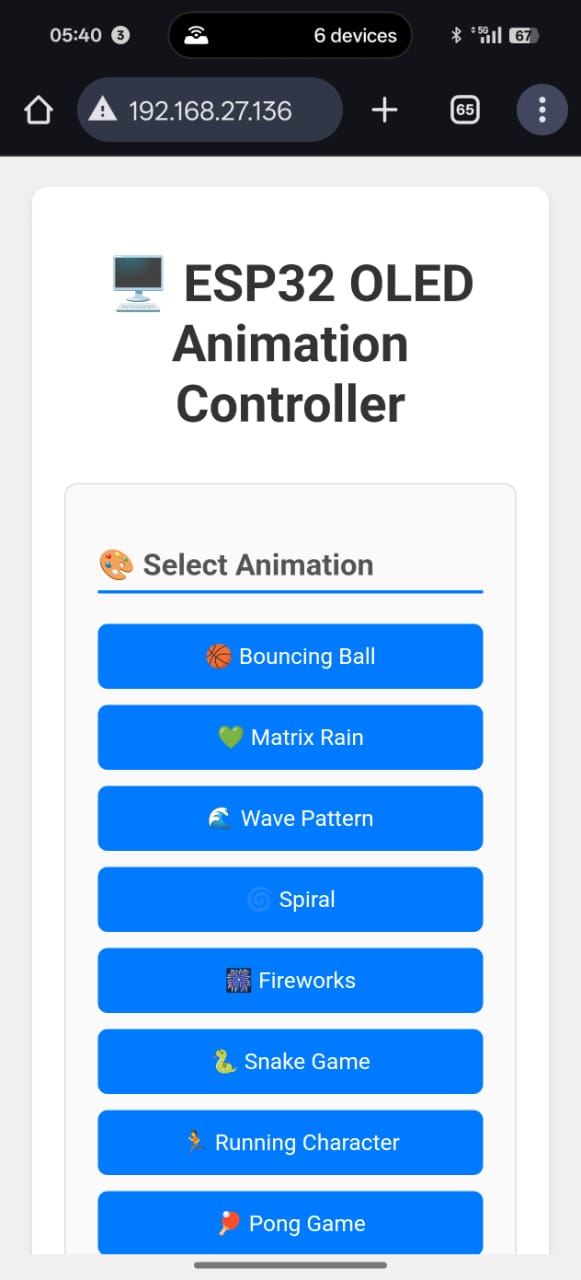 05:40 3 6 devices 5G 67
192.168.27.136 65
ESP32 OLED
Animation
Controller
Select Animation
Bouncing Ball
Matrix Rain
Wave Pattern
Spiral
Fireworks
Snake Game
Running Character
Pong Game